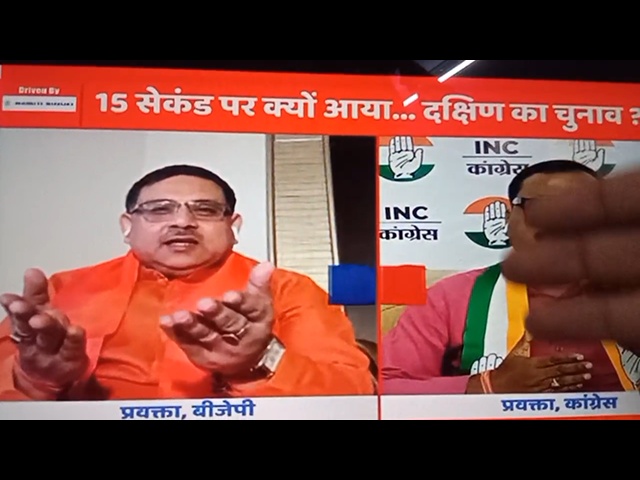 Driven By
15 सेकंड पर क्यों आया... दक्षिण का चुनाव ?
INC
कांग्रेस
INC
कांग्रेस
प्रवक्ता, बीजेपी
प्रवक्ता, कांग्रेस